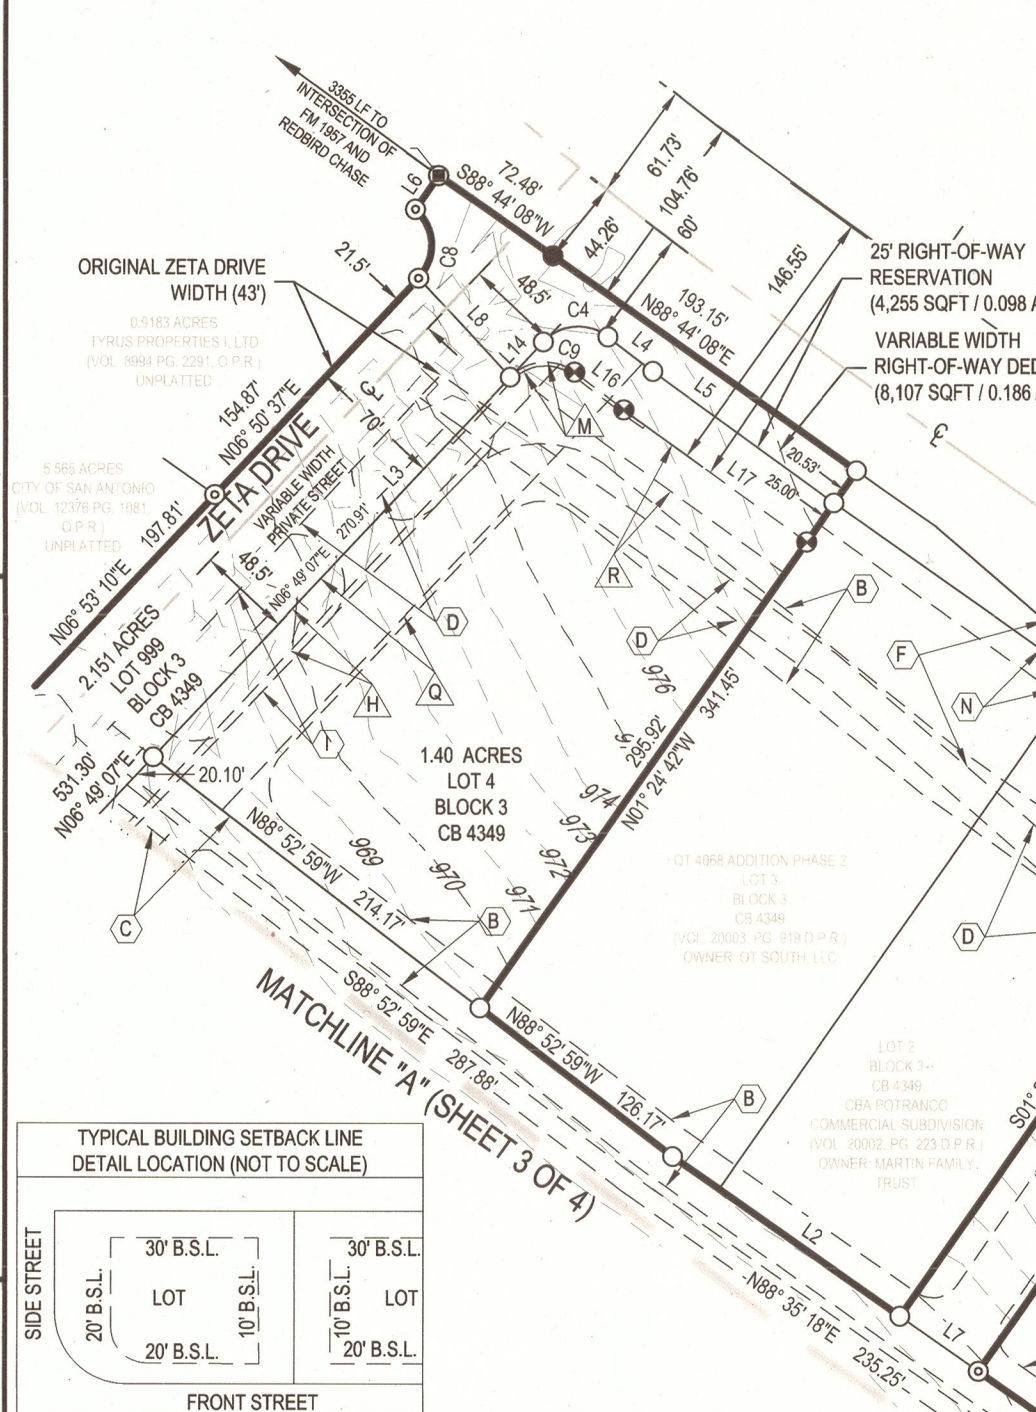 3355 LF TO
INTERSECTION OF
FM 1957 AND
REDBIRD CHASE
L6
72.48'
S88° 44' 08"W
C8
61.73'
104.76'
60'
44.26'
146.55'
25' RIGHT-OF-WAY
RESERVATION
(4,255 SQFT / 0.098
VARIABLE WIDTH
RIGHT-OF-WAY
(8,107 SQFT / 0.186
ORIGINAL ZETA DRIVE
WIDTH (43')
21.5'
0.9183 ACRES
TYRUS PROPERTIES I, LTD
(VOL. 8994 PG. 2291, O.P.R.)
UNPLATTED
48.5'
L8
C4
193.15'
N88° 44' 08"E
L14
C9
L4
L16
L5
M
154.87'
N06° 50' 37"E
70'
L3
ZETA DRIVE
VARIABLE WIDTH
PRIVATE STREET
L17
20.53'
25.00'
5.565 ACRES
CITY OF SAN ANTONIO
(VOL. 12376 PG. 1081,
O.P.R.)
UNPLATTED
197.81'
N06° 53' 10"E
48.5'
N06° 49' 07"E
270.91'
R
D
D
B
F
N
H
Q
I
976
2.151 ACRES
LOT 999
BLOCK 3
CB 4349
341.45'
295.92'
N01° 24' 42"W
531.30'
N06° 49' 07"E
20.10'
1.40 ACRES
LOT 4
BLOCK 3
CB 4349
974
973
972
971
970
969
N88° 52' 59"W
214.17'
C
B
QT 4068 ADDITION PHASE 2
LOT 3
BLOCK 3
CB 4349
(VOL. 20003, PG. 919 D.P.R.)
OWNER: QT SOUTH, LLC
D
MATCHLINE "A" (SHEET 3 OF 4)
S88° 52' 59"E
287.88'
N88° 52' 59"W
126.17'
B
LOT 2
BLOCK 3
CB 4349
CBA POTRANCO
COMMERCIAL SUBDIVISION
(VOL. 20002, PG. 223 D.P.R.)
OWNER: MARTIN FAMILY
TRUST
L2
N88° 35' 18"E
235.25'
L7
TYPICAL BUILDING SETBACK LINE
DETAIL LOCATION (NOT TO SCALE)
SIDE STREET
30' B.S.L.
20' B.S.L.
LOT
10' B.S.L.
20' B.S.L.
30' B.S.L.
10' B.S.L.
LOT
20' B.S.L.
FRONT STREET